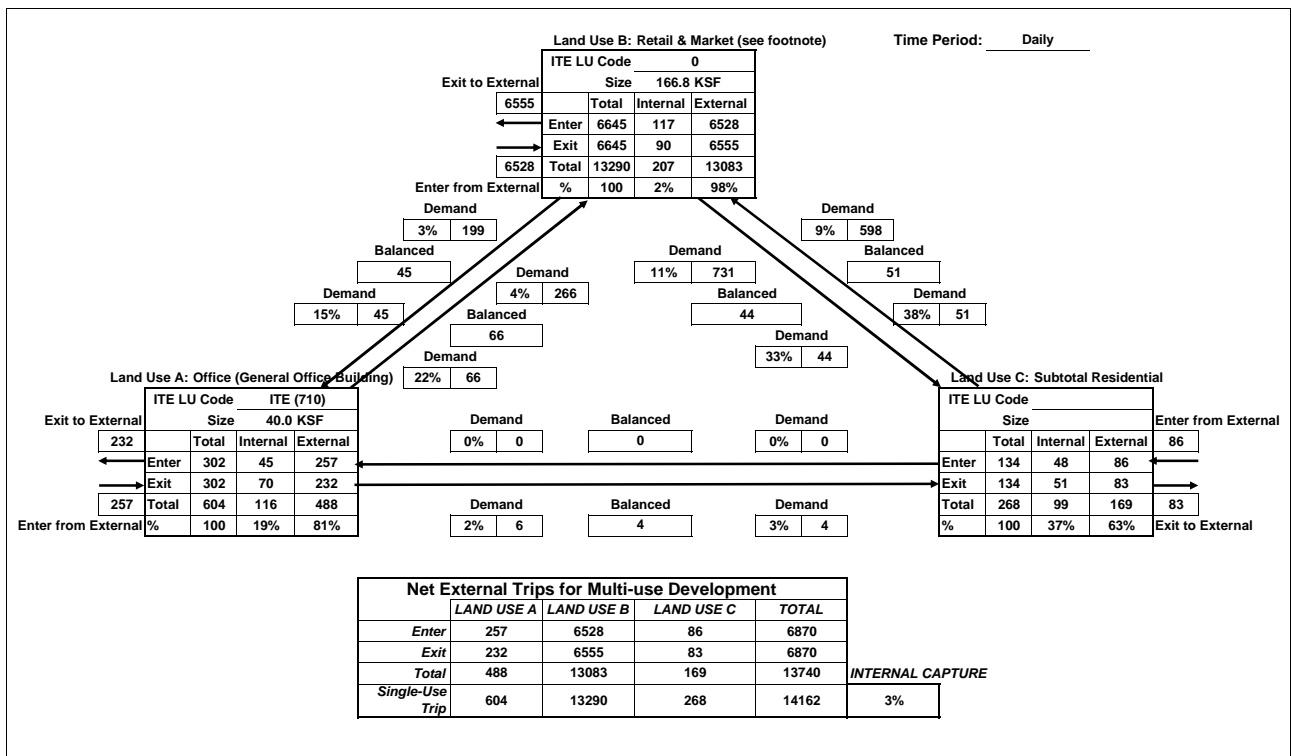 Land Use B: Retail & Market (see footnote)
Time Period: Daily
ITE LU Code 0
Exit to External Size 166.8 KSF
6555 Total Internal External
Enter 6645 117 6528
Exit 6645 90 6555
6528 Total 13290 207 13083
Enter from External % 100 2% 98%
Demand
3% 199
Balanced
45
Demand
15% 45
Demand
4% 266
Balanced
66
Demand
22% 66
Demand
11% 731
Balanced
44
Demand
33% 44
Demand
9% 598
Balanced
51
Demand
38% 51
Land Use A: Office (General Office Building)
ITE LU Code ITE (710)
Exit to External Size 40.0 KSF
232 Total Internal External
Enter 302 45 257
Exit 302 70 232
257 Total 604 116 488
Enter from External % 100 19% 81%
Demand Balanced Demand
0% 0 0 0% 0
Demand Balanced Demand
2% 6 4 3% 4
Land Use C: Subtotal Residential
ITE LU Code
Size Enter from External
Total Internal External 86
Enter 134 48 86
Exit 134 51 83
Total 268 99 169 83
% 100 37% 63% Exit to External
Net External Trips for Multi-use Development
LAND USE A LAND USE B LAND USE C TOTAL
Enter 257 6528 86 6870
Exit 232 6555 83 6870
Total 488 13083 169 13740 INTERNAL CAPTURE
Single-Use
Trip 604 13290 268 14162 3%